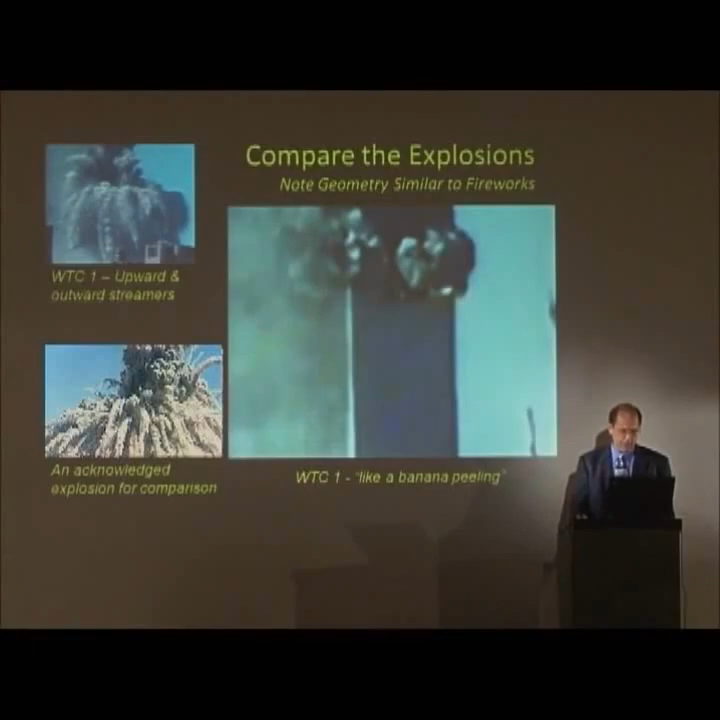 Compare the Explosions
Note Geometry Similar to Fireworks
WTC 1 – Upward &
outward streamers
An acknowledged
explosion for comparison
WTC 1 - "like a banana peeling"